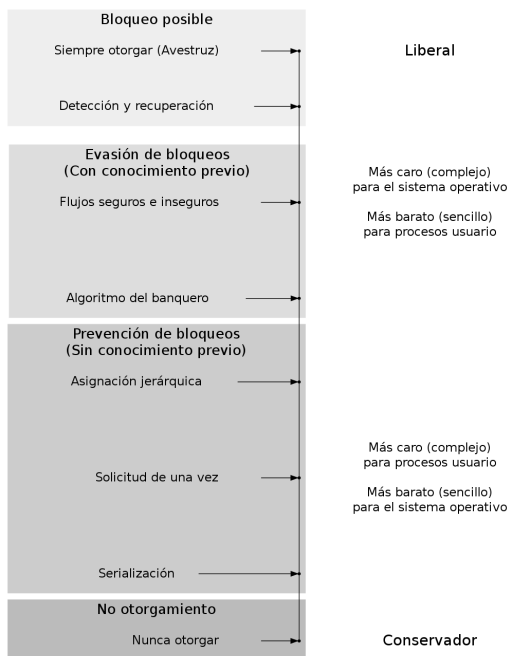 Bloqueo posible
Siempre otorgar (Avestruz)
Liberal
Detección y recuperación
Evasión de bloqueos
(Con conocimiento previo)
Más caro (complejo)
para el sistema operativo
Flujos seguros e inseguros
Más barato (sencillo)
para procesos usuario
Algoritmo del banquero
Prevención de bloqueos
(Sin conocimiento previo)
Asignación jerárquica
Más caro (complejo)
para procesos usuario
Solicitud de una vez
Más barato (sencillo)
para el sistema operativo
Serialización
No otorgamiento
Nunca otorgar
Conservador